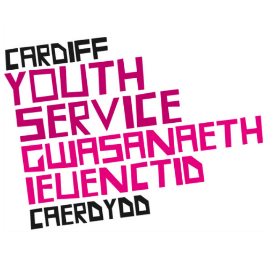 CARDIFF
YOUTH
SERVICE
GWASANAETH
IEUENCTID
CAERDYDD